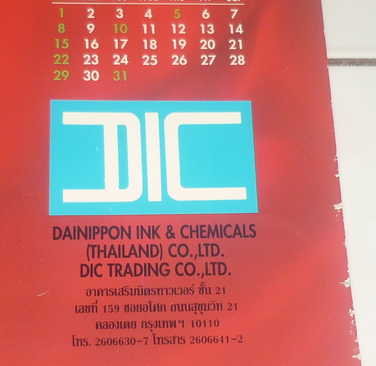 1 2 3 4 5 6 7
8 9 10 11 12 13 14
15 16 17 18 19 20 21
22 23 24 25 26 27 28
29 30 31
DIC
DAINIPPON INK & CHEMICALS
(THAILAND) CO.,LTD.
DIC TRADING CO.,LTD.
อาคารเสริมมิตรทาวเวอร์ ชั้น 21
เลขที่ 159 ซอยอโศก ถนนสุขุมวิท 21
คลองเตย กรุงเทพฯ 10110
โทร. 2606630-7 โทรสาร 2606641-2